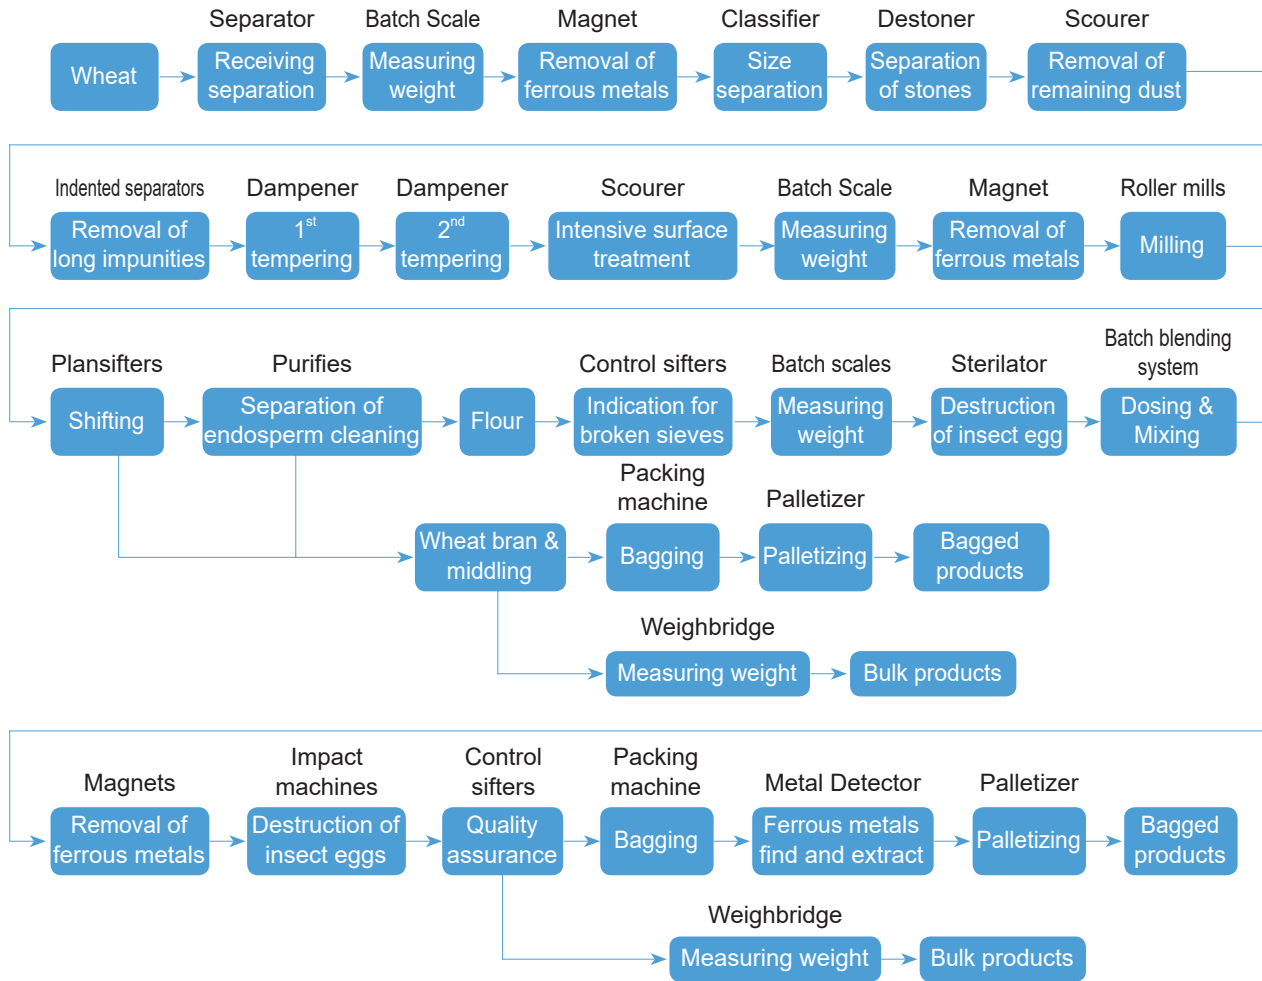 Separator
Batch Scale
Magnet
Classifier
Destoner
Scourer
Wheat
Receiving
separation
Measuring
weight
Removal of
ferrous metals
Size
separation
Separation
of stones
Removal of
remaining dust
Indented separators
Dampener
Dampener
Scourer
Batch Scale
Magnet
Roller mills
Removal of
long impunities
1st
tempering
2nd
tempering
Intensive surface
treatment
Measuring
weight
Removal of
ferrous metals
Milling
Plansifters
Purifies
Control sifters
Batch scales
Sterilator
Batch blending
system
Shifting
Separation of
endosperm cleaning
Flour
Indication for
broken sieves
Measuring
weight
Destruction
of insect egg
Dosing &
Mixing
Packing
machine
Palletizer
Wheat bran &
middling
Bagging
Palletizing
Bagged
products
Weighbridge
Measuring weight
Bulk products
Magnets
Impact
machines
Control
sifters
Packing
machine
Metal Detector
Palletizer
Removal of
ferrous metals
Destruction of
insect eggs
Quality
assurance
Bagging
Ferrous metals
find and extract
Palletizing
Bagged
products
Weighbridge
Measuring weight
Bulk products